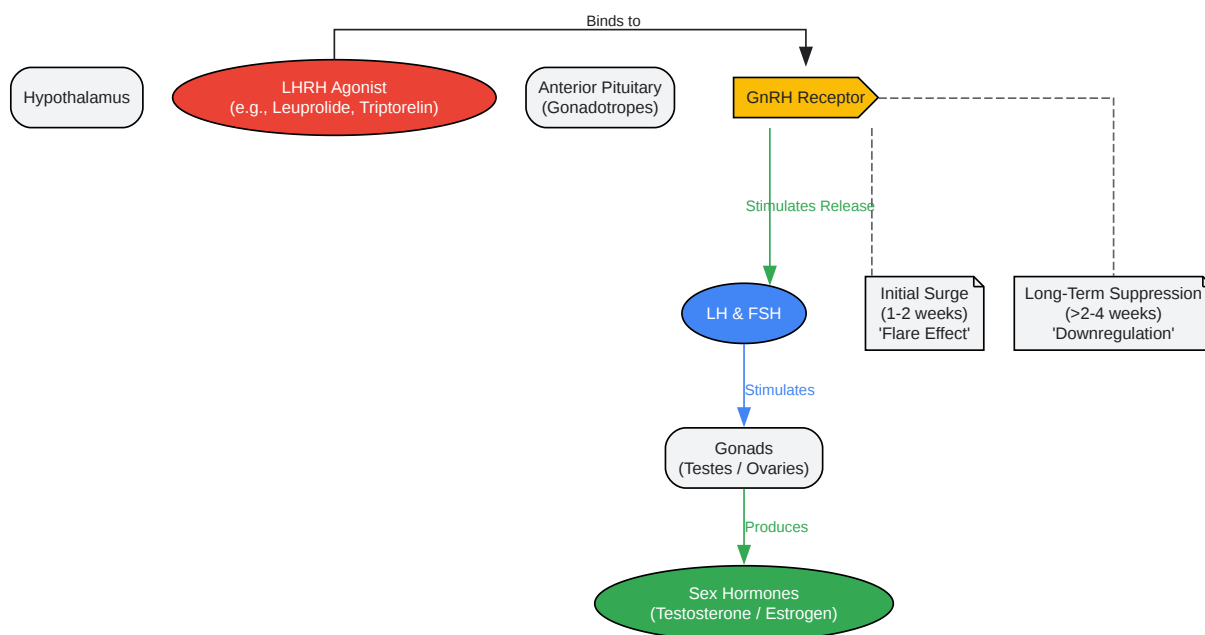 Binds to
Hypothalamus
LHRH Agonist
(e.g., Leuprolide, Triptorelin)
Anterior Pituitary
(Gonadotropes)
GnRH Receptor
Stimulates Release
LH & FSH
Initial Surge
(1-2 weeks)
'Flare Effect'
Long-Term Suppression
(>2-4 weeks)
'Downregulation'
Stimulates
Gonads
(Testes / Ovaries)
Produces
Sex Hormones
(Testosterone / Estrogen)